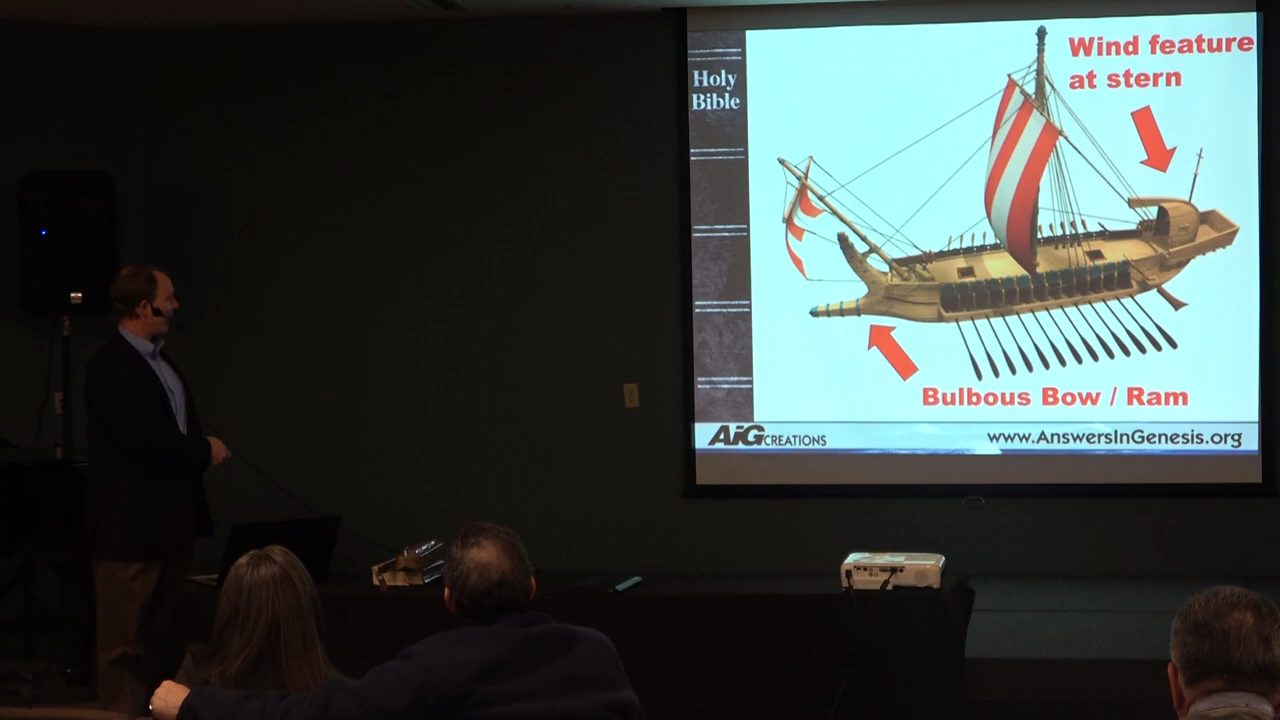 Holy
Bible
Wind feature
at stern
Bulbous Bow / Ram
AiG CREATIONS
www.AnswersInGenesis.org